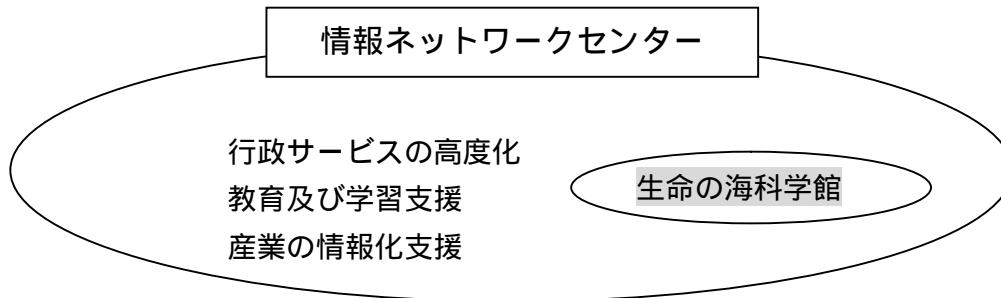 情報ネットワークセンター
行政サービスの高度化
教育及び学習支援
生命の海科学館
産業の情報化支援